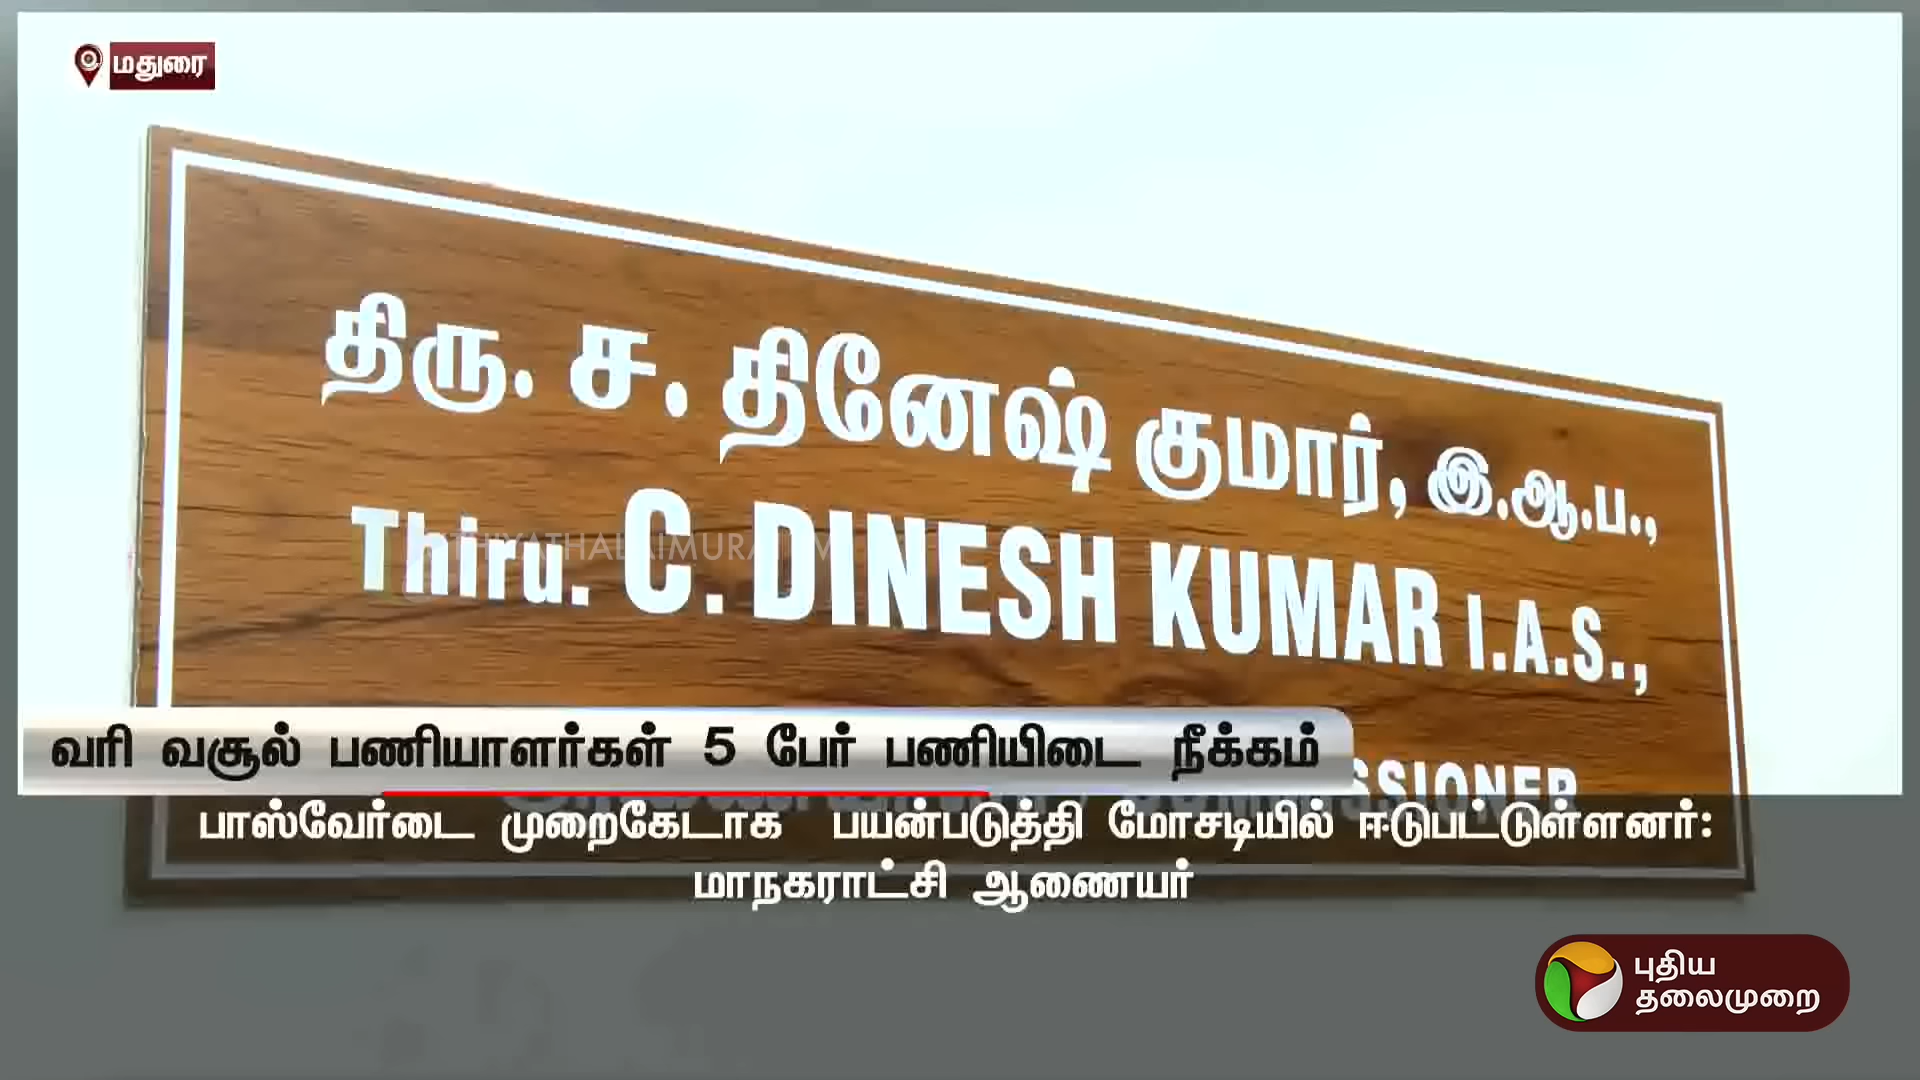 மதுரை
திரு. ச. தினேஷ் குமார், இ.ஆ.ப.,
Thiru. C. DINESH KUMAR I.A.S.,
வரி வசூல் பணியாளர்கள் 5 பேர் பணியிடை நீக்கம்
பாஸ்வேர்டை முறைகேடாக பயன்படுத்தி மோசடியில் ஈடுபட்டுள்ளனர்:
மாநகராட்சி ஆணையர்
புதிய
தலைமுறை